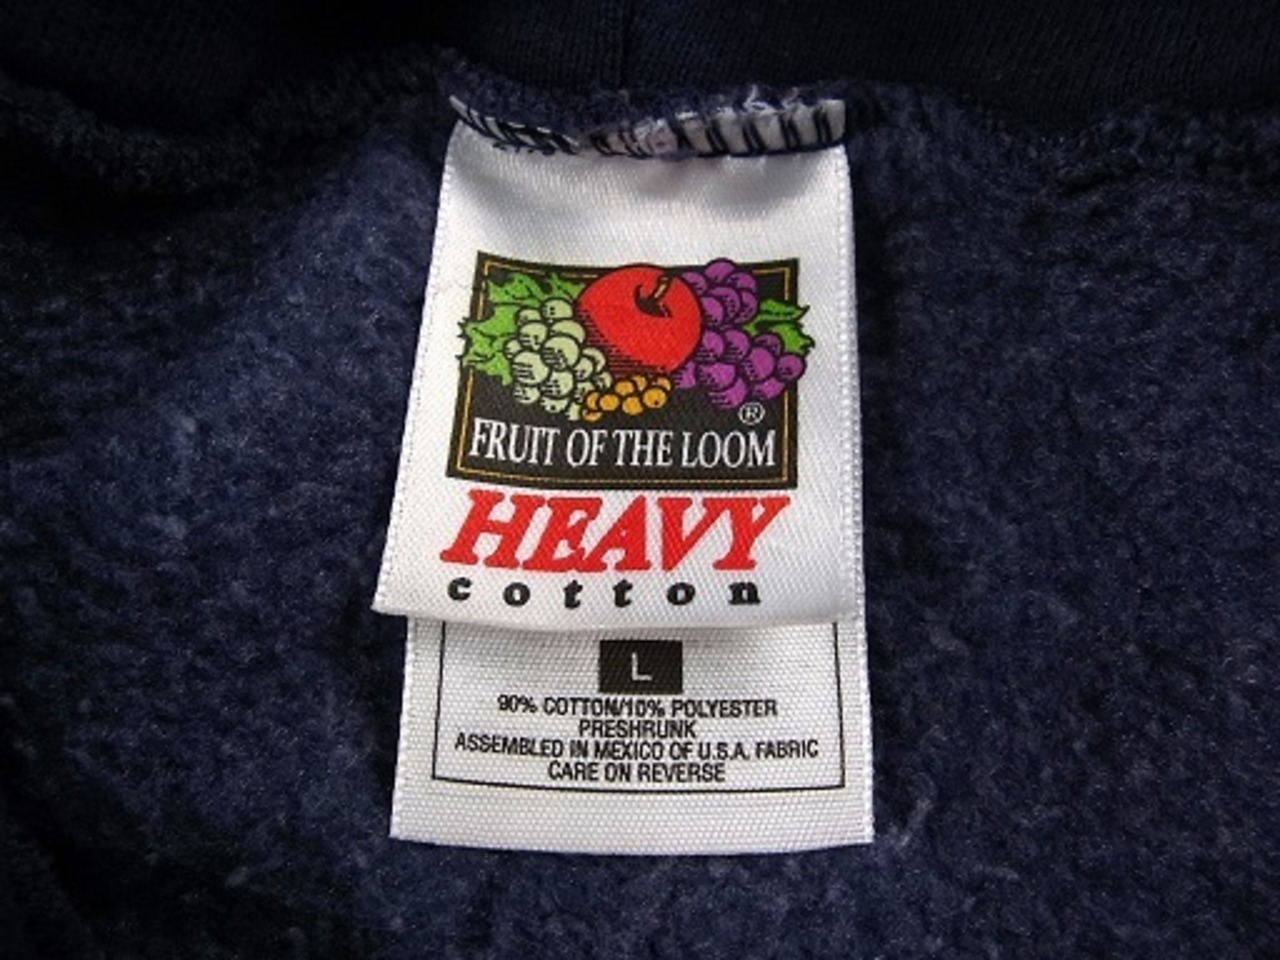 ®
FRUIT OF THE LOOM
HEAVY
cotton
L
90% COTTON/10% POLYESTER
PRESHRUNK
ASSEMBLED IN MEXICO OF U.S.A. FABRIC
CARE ON REVERSE